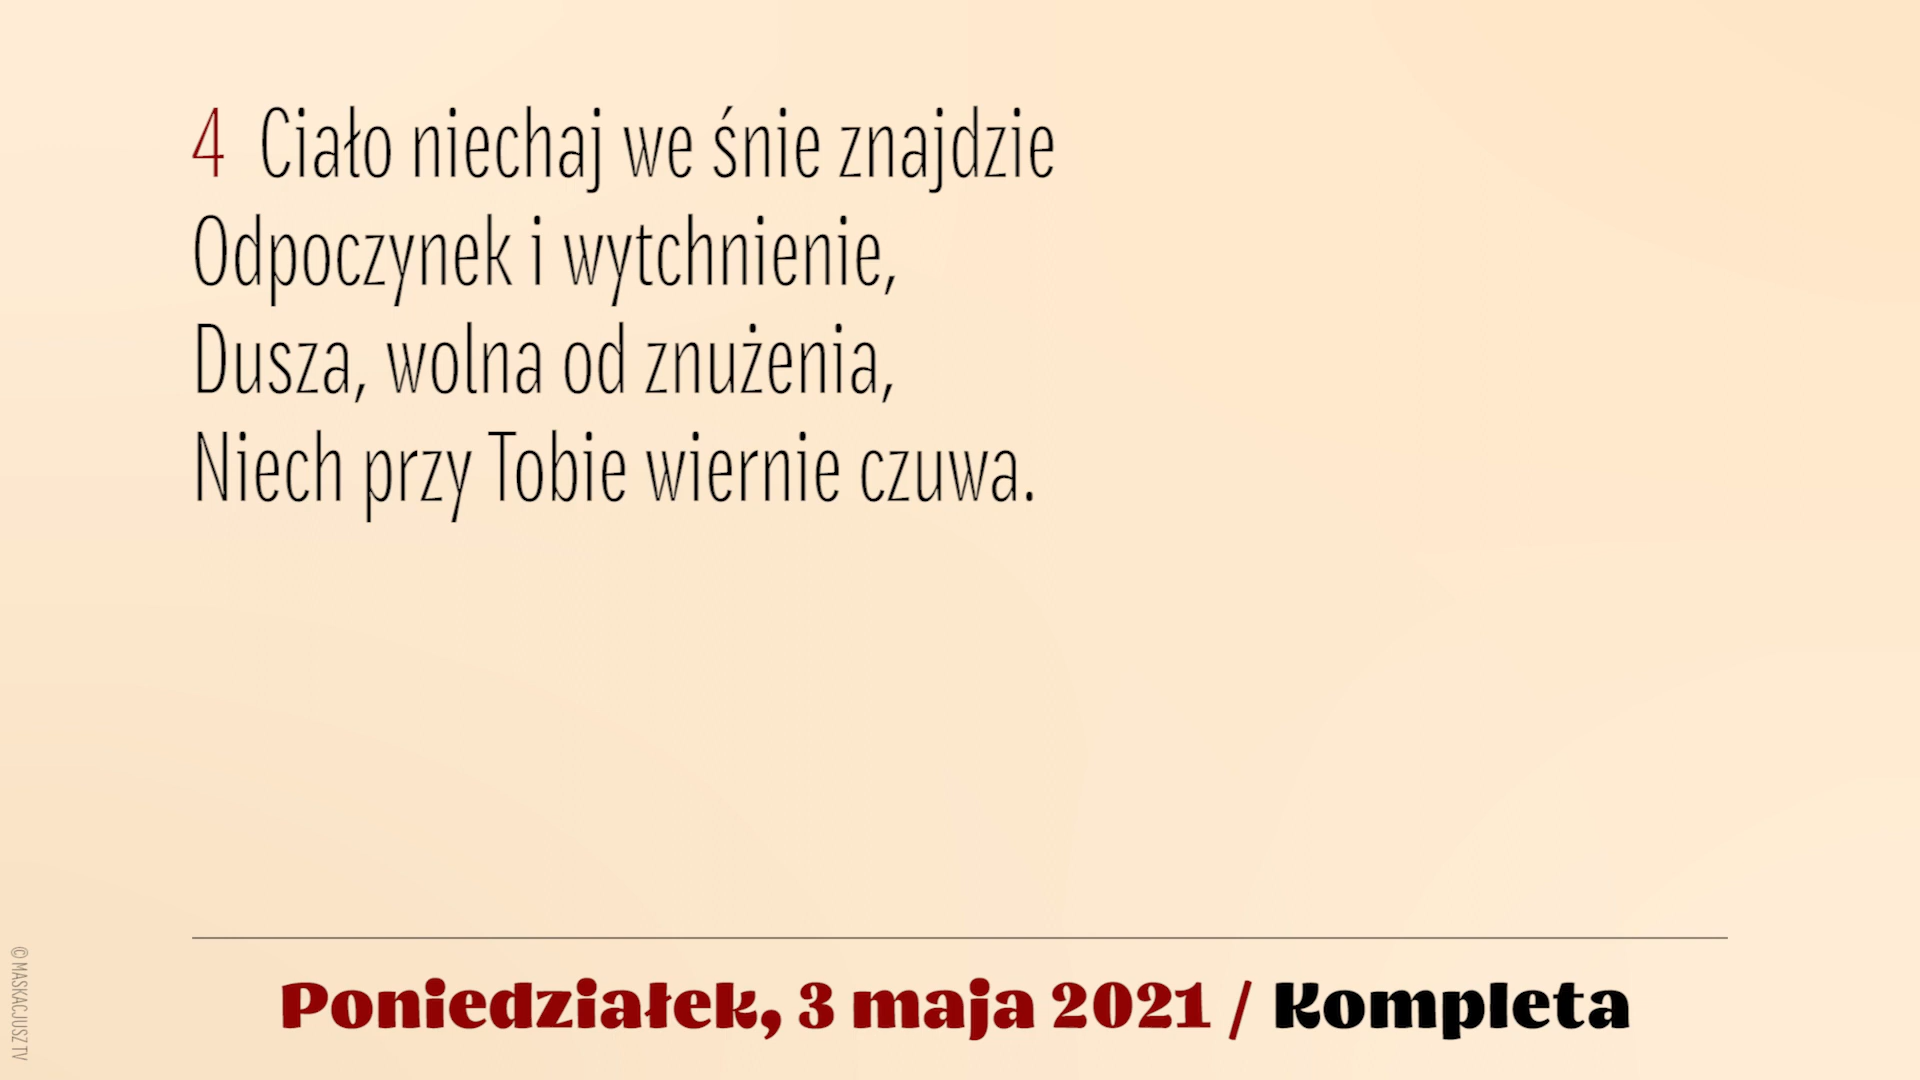 4 Ciało niechaj we śnie znajdzie
Odpoczynek i wytchnienie,
Dusza, wolna od znużenia,
Niech przy Tobie wiernie czuwa.
Poniedziałek, 3 maja 2021 / Kompleta
© MASKACJUSZ TV